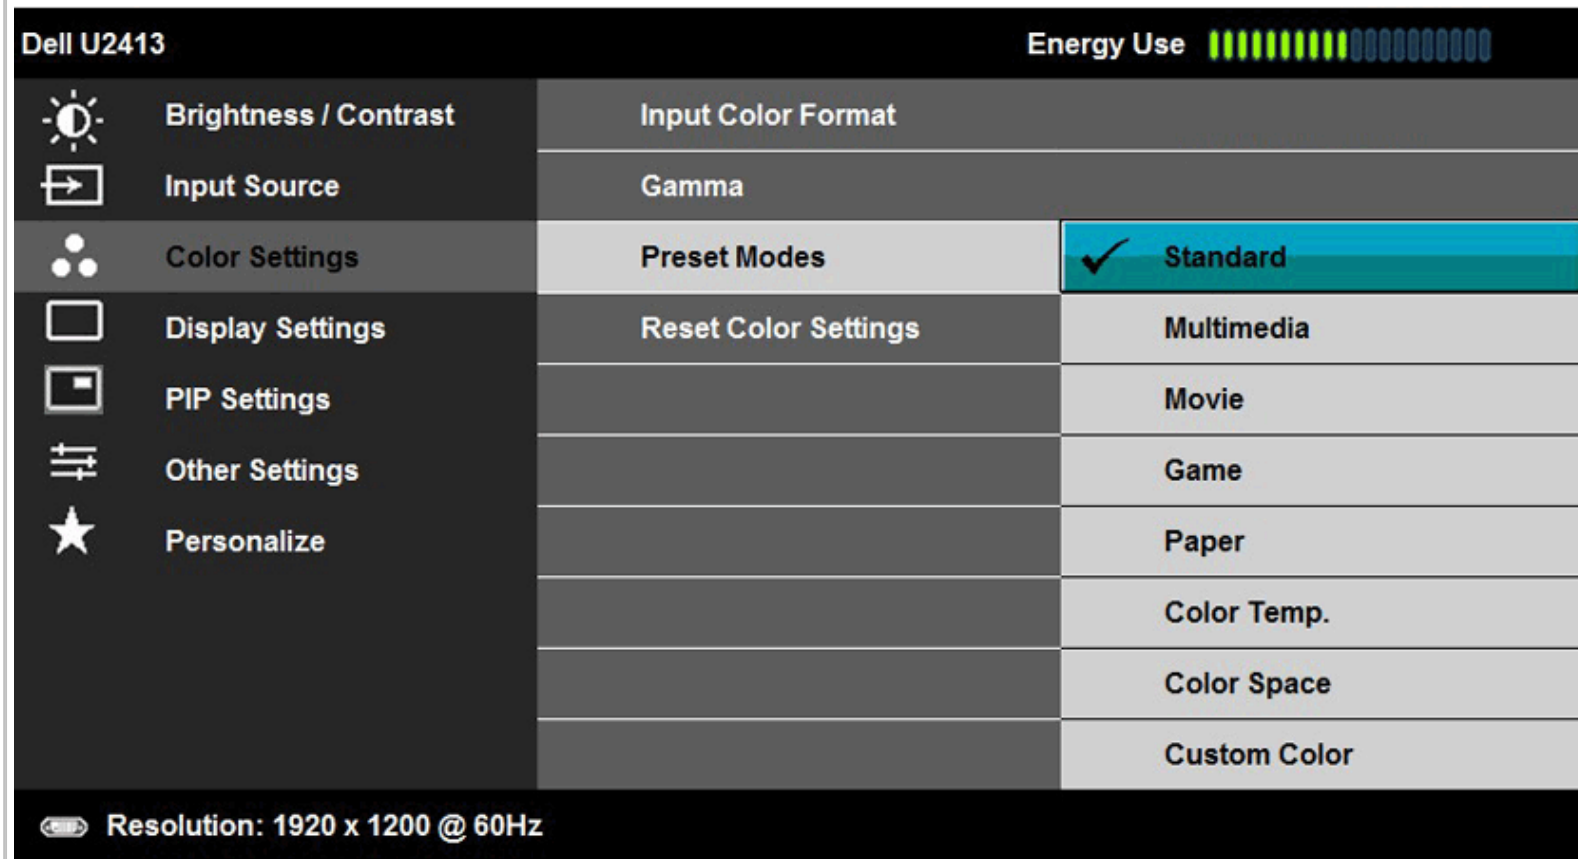 Dell U2413 Energy Use
Brightness / Contrast Input Color Format
Input Source Gamma
Color Settings Preset Modes Standard
Display Settings Reset Color Settings Multimedia
PIP Settings Movie
Other Settings Game
Personalize Paper
Color Temp.
Color Space
Custom Color
Resolution: 1920 x 1200 @ 60Hz